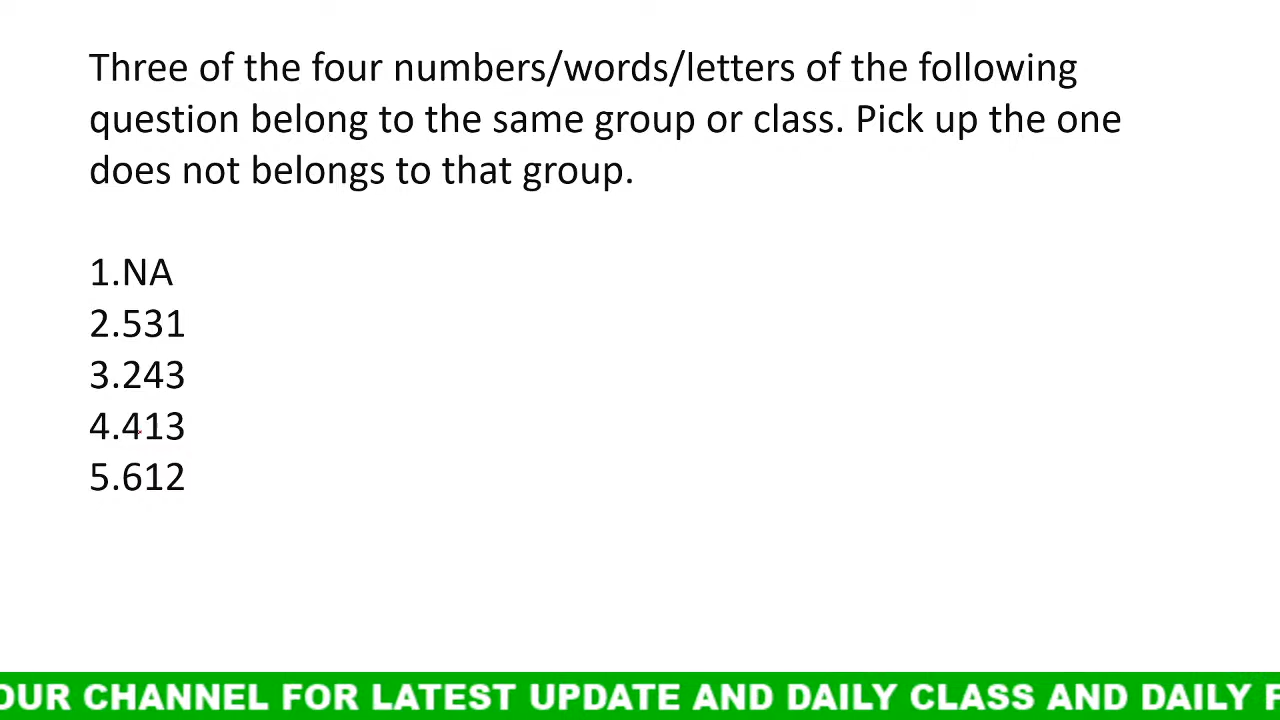 Three of the four numbers/words/letters of the following
question belong to the same group or class. Pick up the one
does not belongs to that group.
1.NA
2.531
3.243
4.413
5.612
OUR CHANNEL FOR LATEST UPDATE AND DAILY CLASS AND DAILY F